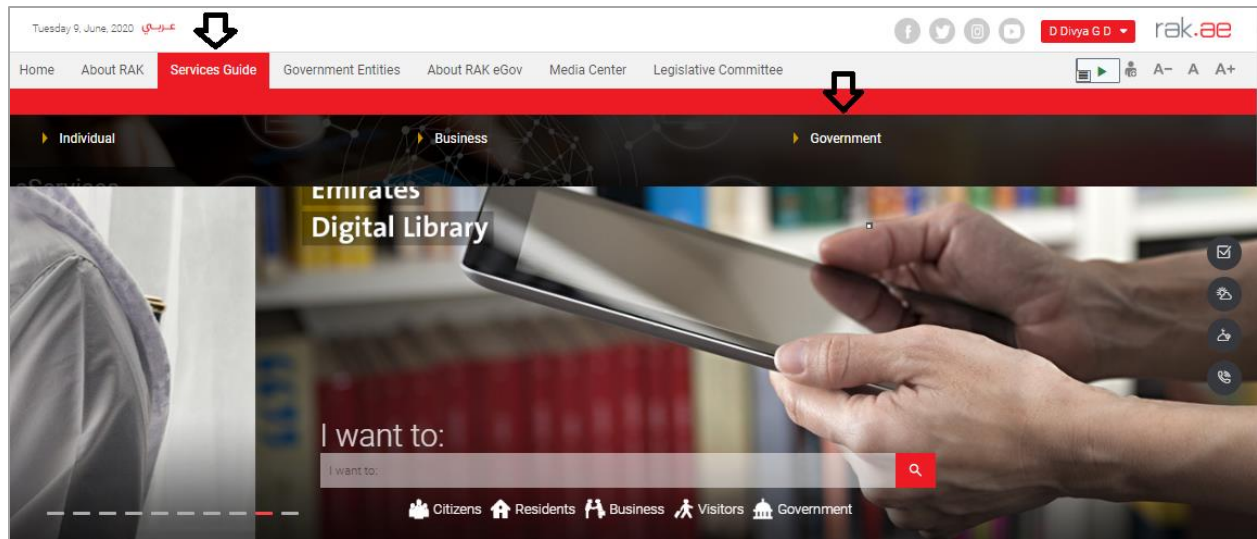 Tuesday 9, June, 2020 عربي D Divya G D rak.ae
Home About RAK Services Guide Government Entities About RAK eGov Media Center Legislative Committee A- A A+
Individual Business Government
eServices
Emirates
Digital Library
I want to:
I want to:
Citizens Residents Business Visitors Government